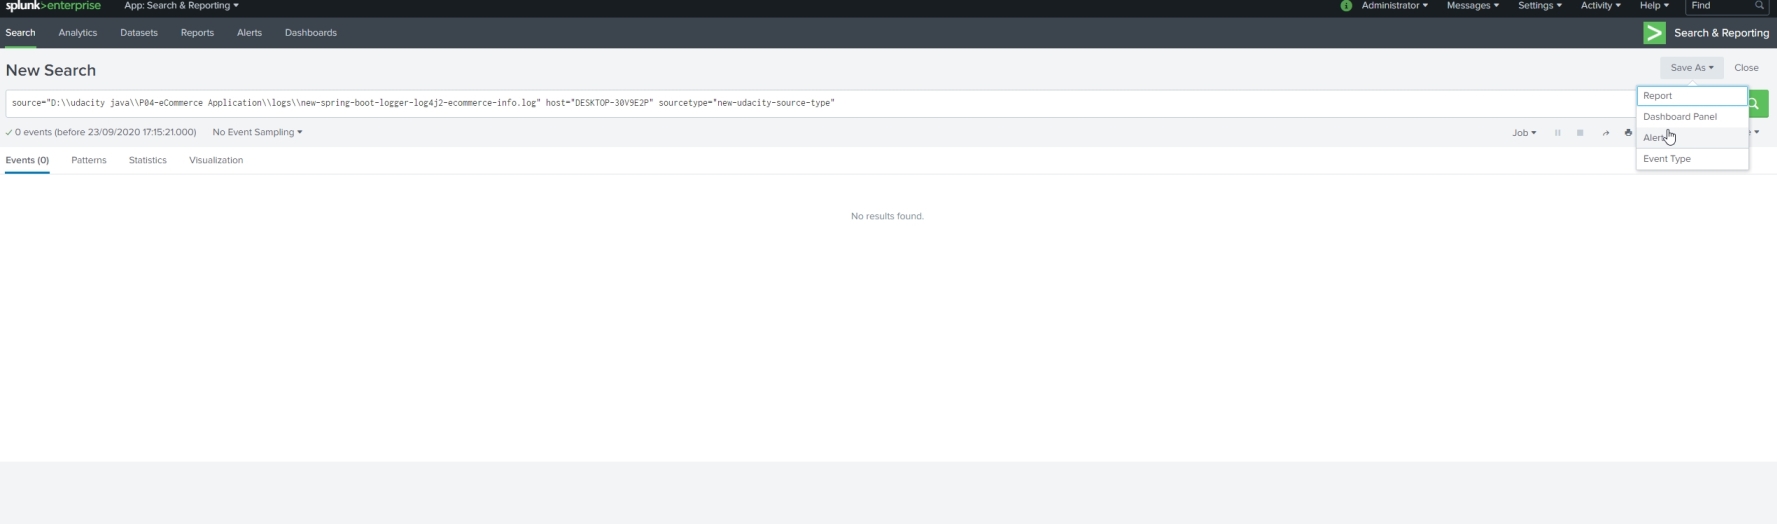 splunk>enterprise App: Search & Reporting Administrator Messages Settings Activity Help Find
Search Analytics Datasets Reports Alerts Dashboards Search & Reporting
New Search Save As Close
source="D:\\udacity java\\P04-eCommerce Application\\logs\\new-spring-boot-logger-log4j2-ecommerce-info.log" host="DESKTOP-30V9E2P" sourcetype="new-udacity-source-type"
Report
Dashboard Panel
Alert
Event Type
✓ 0 events (before 23/09/2020 17:15:21.000) No Event Sampling Job
Events (0) Patterns Statistics Visualization
No results found.